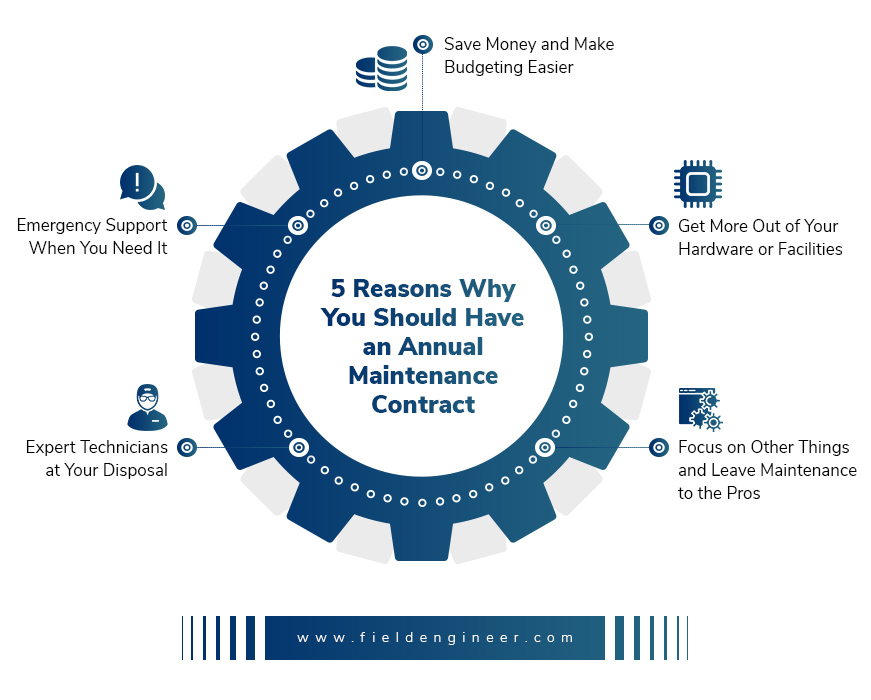 Save Money and Make
Budgeting Easier
Emergency Support
When You Need It
Get More Out of Your
Hardware or Facilities
5 Reasons Why
You Should Have
an Annual
Maintenance
Contract
Expert Technicians
at Your Disposal
Focus on Other Things
and Leave Maintenance
to the Pros
www.fieldengineer.com